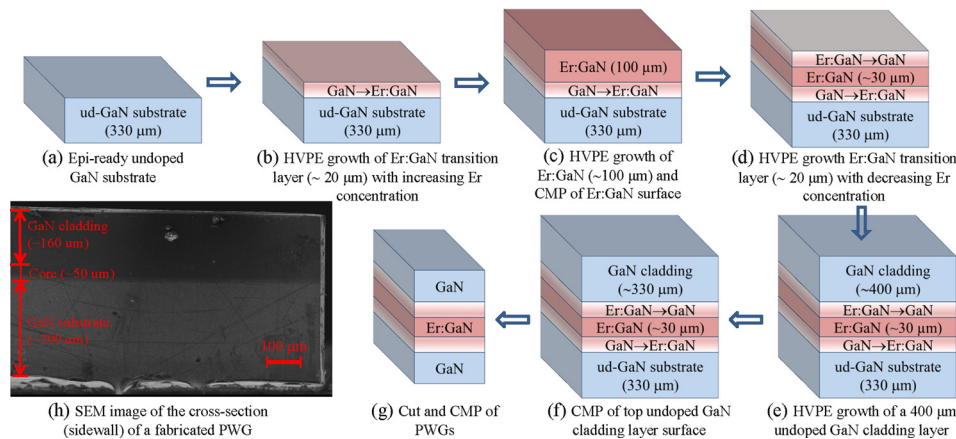 ud-GaN substrate
(330 μm)
(a) Epi-ready undoped
GaN substrate
GaN→Er:GaN
ud-GaN substrate
(330 μm)
(b) HVPE growth of Er:GaN transition
layer (~ 20 μm) with increasing Er
concentration
Er:GaN (100 μm)
GaN→Er:GaN
ud-GaN substrate
(330 μm)
(c) HVPE growth of
Er:GaN (~100 μm) and
CMP of Er:GaN surface
Er:GaN→GaN
Er:GaN (~30 μm)
GaN→Er:GaN
ud-GaN substrate
(330 μm)
(d) HVPE growth Er:GaN transition
layer (~ 20 μm) with decreasing Er
concentration
GaN cladding
(~400 μm)
Er:GaN→GaN
Er:GaN (~30 μm)
GaN→Er:GaN
ud-GaN substrate
(330 μm)
(e) HVPE growth of a 400 μm
undoped GaN cladding layer
GaN cladding
(~330 μm)
Er:GaN→GaN
Er:GaN (~30 μm)
GaN→Er:GaN
ud-GaN substrate
(330 μm)
(f) CMP of top undoped GaN
cladding layer surface
GaN
Er:GaN
GaN
(g) Cut and CMP of
PWGs
GaN cladding
(~160 um)
Core (~50 um)
GaN substrate
(~290 um)
100 μm
(h) SEM image of the cross-section
(sidewall) of a fabricated PWG